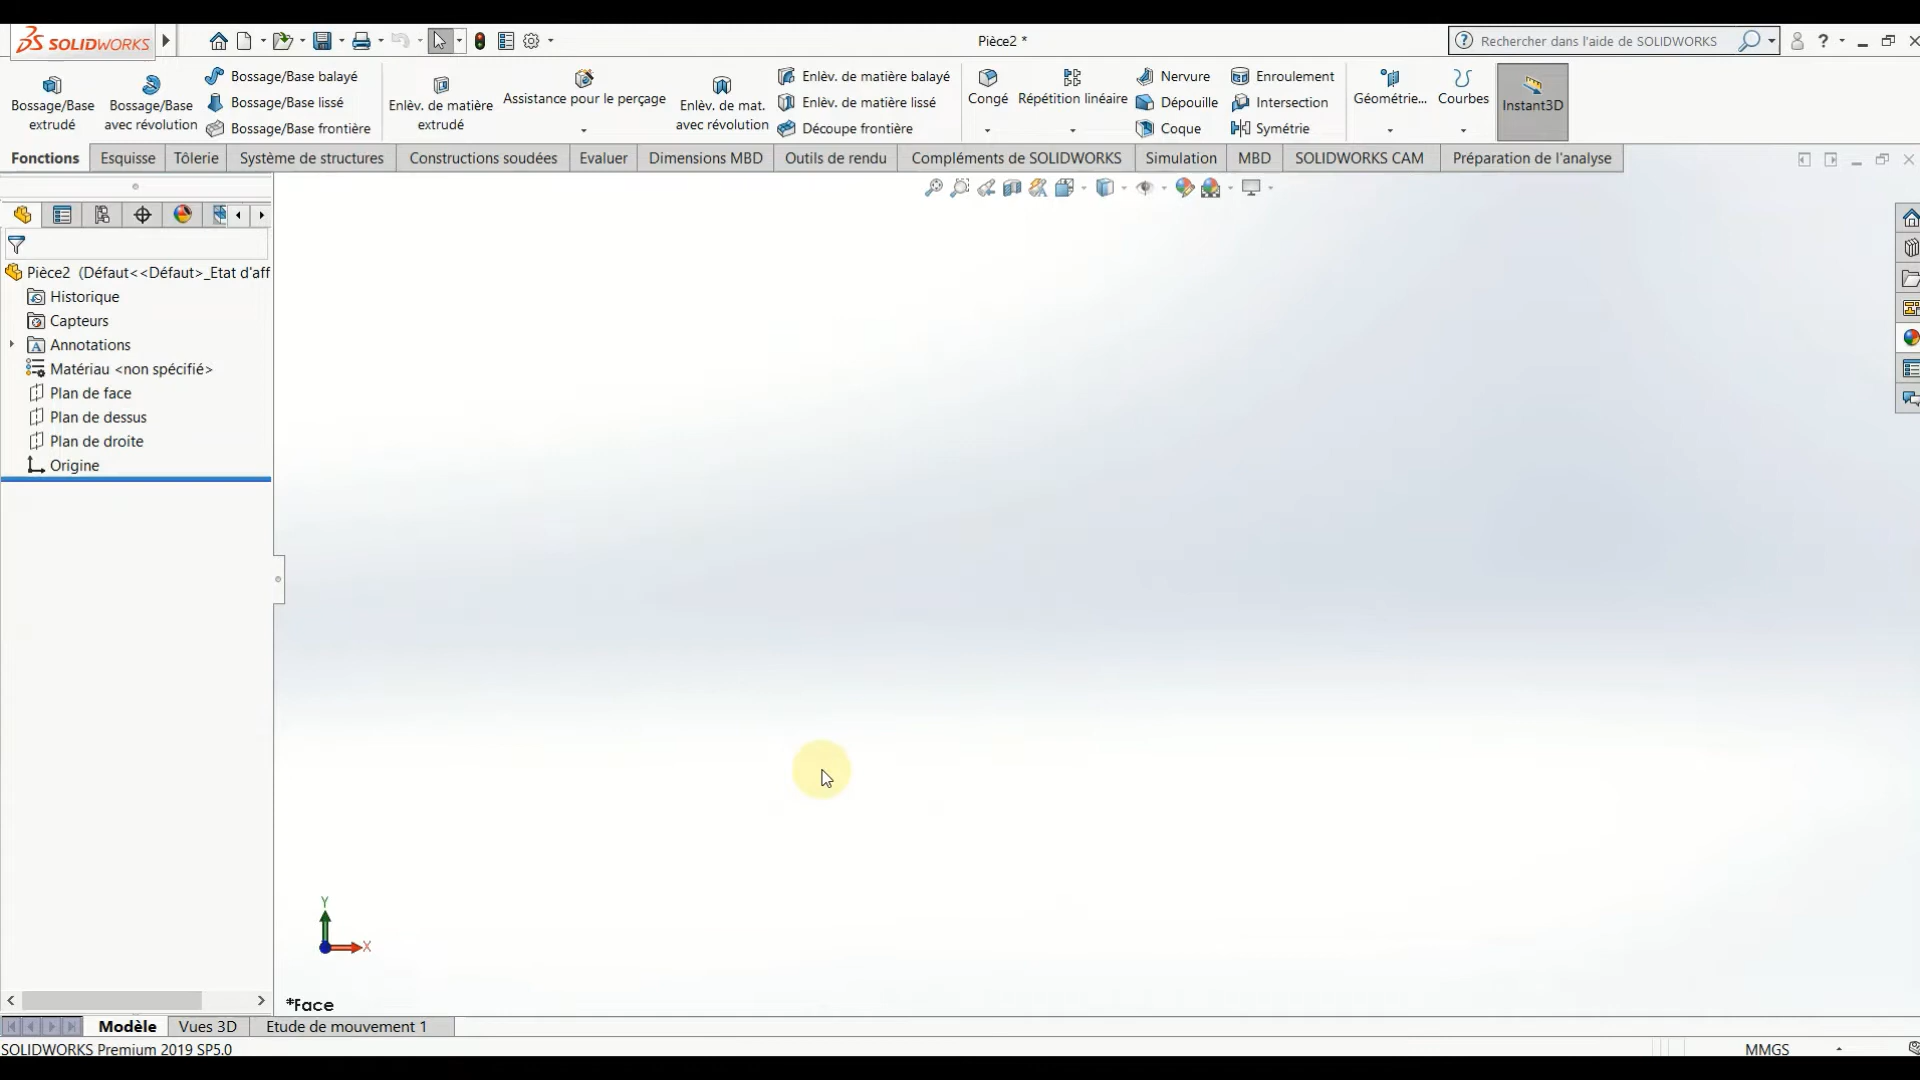 SOLIDWORKS
Pièce2 *
Rechercher dans l'aide de SOLIDWORKS
Bossage/Base extrudé
Bossage/Base avec révolution
Bossage/Base balayé
Bossage/Base lissé
Bossage/Base frontière
Enlèv. de matière extrudé
Assistance pour le perçage
Enlèv. de mat. avec révolution
Enlèv. de matière balayé
Enlèv. de matière lissé
Découpe frontière
Congé
Répétition linéaire
Nervure
Dépouille
Coque
Enroulement
Intersection
Symétrie
Géométrie...
Courbes
Instant3D
Fonctions
Esquisse
Tôlerie
Système de structures
Constructions soudées
Evaluer
Dimensions MBD
Outils de rendu
Compléments de SOLIDWORKS
Simulation
MBD
SOLIDWORKS CAM
Préparation de l'analyse
Pièce2 (Défaut<<Défaut>_Etat d'aff
Historique
Capteurs
Annotations
Matériau <non spécifié>
Plan de face
Plan de dessus
Plan de droite
Origine
Y
X
*Face
Modèle
Vues 3D
Etude de mouvement 1
SOLIDWORKS Premium 2019 SP5.0
MMGS